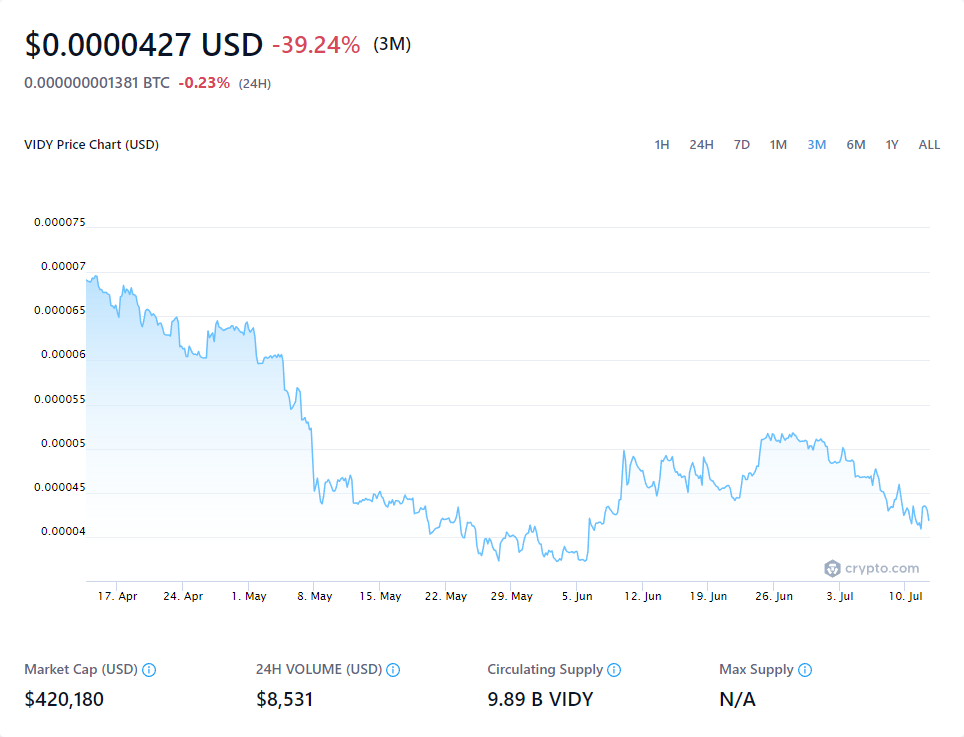 $0.0000427 USD -39.24% (3M)
0.000000001381 BTC -0.23% (24H)
VIDY Price Chart (USD) 1H 24H 7D 1M 3M 6M 1Y ALL
0.000075
0.00007
0.000065
0.00006
0.000055
0.00005
0.000045
0.00004
crypto.com
17. Apr 24. Apr 1. May 8. May 15. May 22. May 29. May 5. Jun 12. Jun 19. Jun 26. Jun 3. Jul 10. Jul
Market Cap (USD) 24H VOLUME (USD) Circulating Supply Max Supply
$420,180 $8,531 9.89 B VIDY N/A